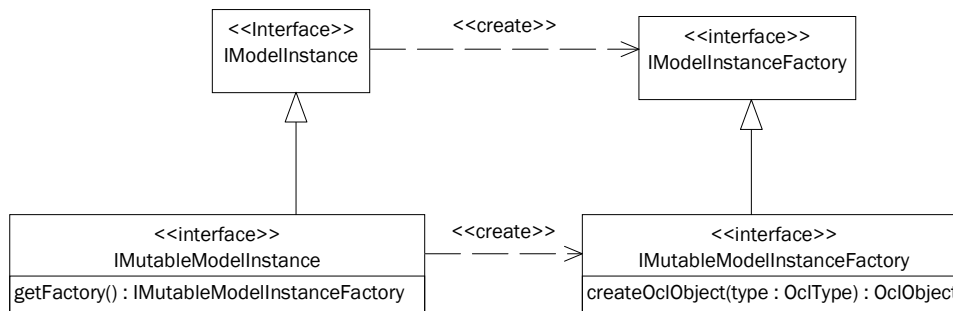 <<Interface>>
IModelInstance
<<create>>
<<interface>>
IModelInstanceFactory
<<interface>>
IMutableModelInstance
getFactory() : IMutableModelInstanceFactory
<<create>>
<<interface>>
IMutableModelInstanceFactory
createOclObject(type : OclType) : OclObject